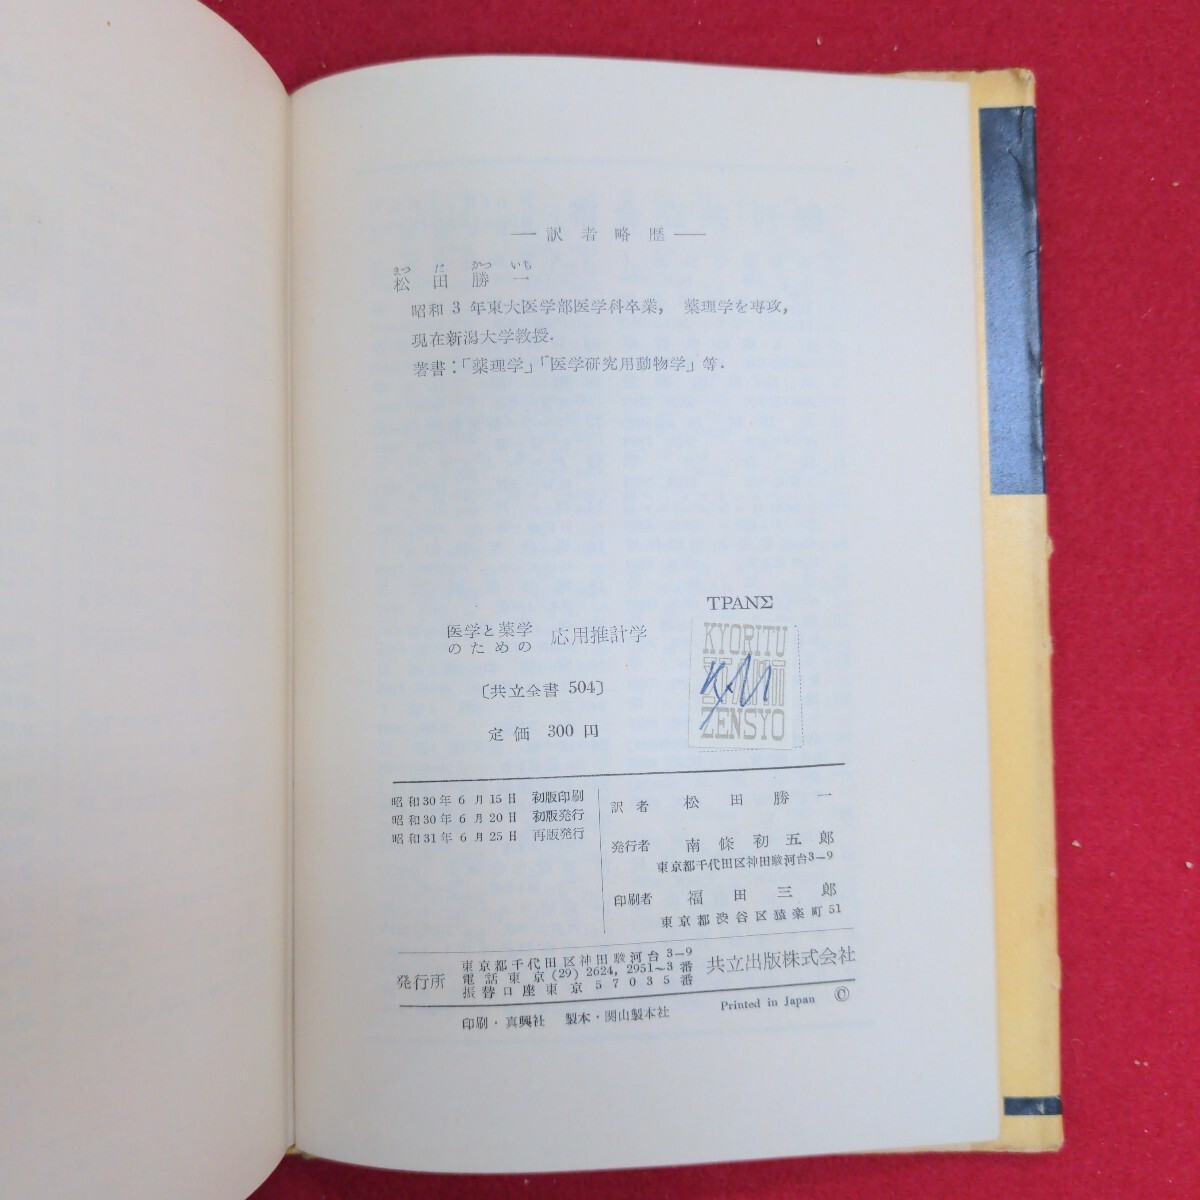 ― 訳者略歴 ―
まつ だ かつ いち
松田勝一
昭和3年東大医学部医学科卒業, 薬理学を専攻,
現在新潟大学教授.
著書:「薬理学」「医学研究用動物学」等.
TPANΣ
医学と薬学のための 応用推計学
KYORITU
ZENSYO
〔共立全書 504〕
定価 300円
昭和30年6月15日 初版印刷
昭和30年6月20日 初版発行
昭和31年6月25日 再版発行
訳者 松田勝一
発行者 南條初五郎
東京都千代田区神田駿河台3-9
印刷者 福田三郎
東京都渋谷区猿楽町51
発行所
東京都千代田区神田駿河台3-9
電話東京(29)2624, 2951~3番
振替口座東京57035番
共立出版株式会社
印刷・真興社 製本・関山製本社
Printed in Japan ©